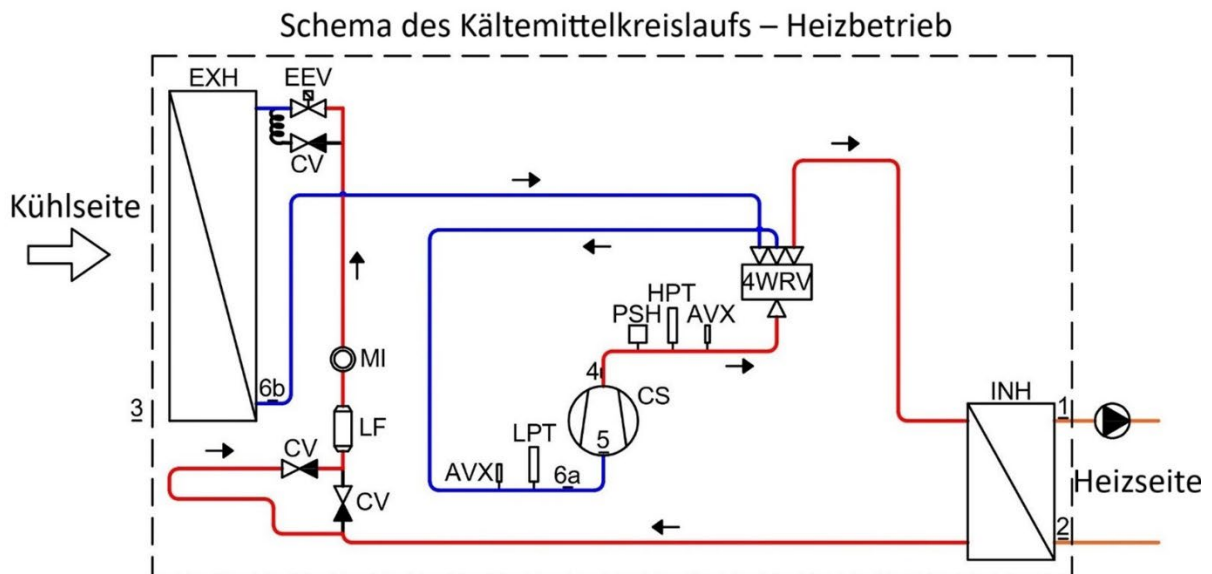 Schema des Kältemittelkreislaufs – Heizbetrieb
EXH
EEV
CV
Kühlseite
4WRV
HPT
PSH
AVX
MI
4
CS
6b
INH
3
1
LF
LPT
5
CV
AVX
6a
Heizseite
CV
2